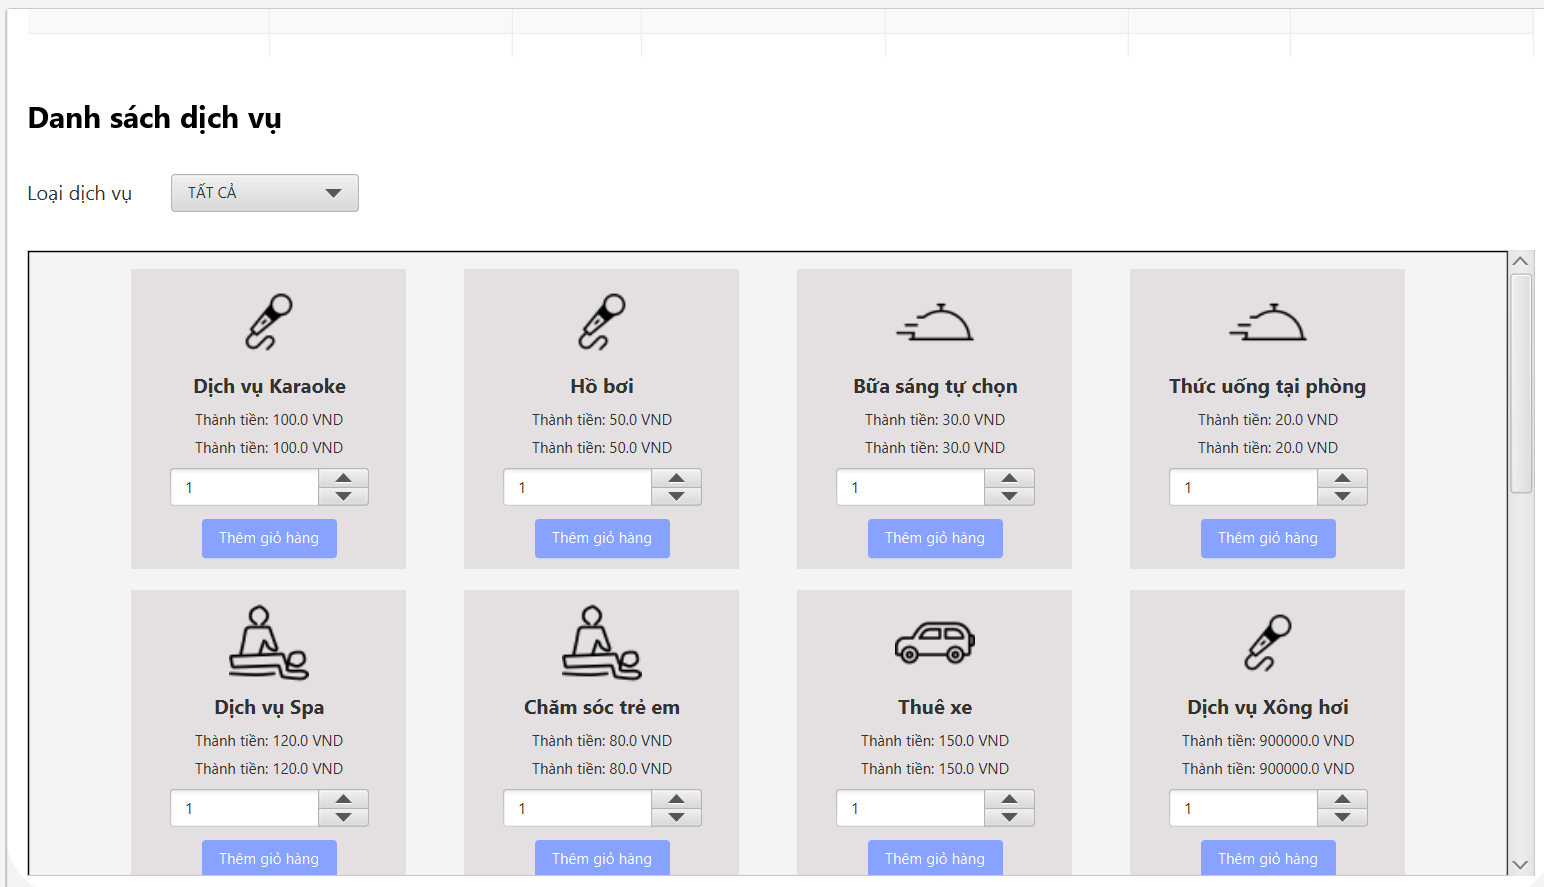 Danh sách dịch vụ
Loại dịch vụ
TẤT CẢ
Dịch vụ Karaoke
Thành tiền: 100.0 VND
Thành tiền: 100.0 VND
1
Thêm giỏ hàng
Hồ bơi
Thành tiền: 50.0 VND
Thành tiền: 50.0 VND
1
Thêm giỏ hàng
Bữa sáng tự chọn
Thành tiền: 30.0 VND
Thành tiền: 30.0 VND
1
Thêm giỏ hàng
Thức uống tại phòng
Thành tiền: 20.0 VND
Thành tiền: 20.0 VND
1
Thêm giỏ hàng
Dịch vụ Spa
Thành tiền: 120.0 VND
Thành tiền: 120.0 VND
1
Thêm giỏ hàng
Chăm sóc trẻ em
Thành tiền: 80.0 VND
Thành tiền: 80.0 VND
1
Thêm giỏ hàng
Thuê xe
Thành tiền: 150.0 VND
Thành tiền: 150.0 VND
1
Thêm giỏ hàng
Dịch vụ Xông hơi
Thành tiền: 900000.0 VND
Thành tiền: 900000.0 VND
1
Thêm giỏ hàng